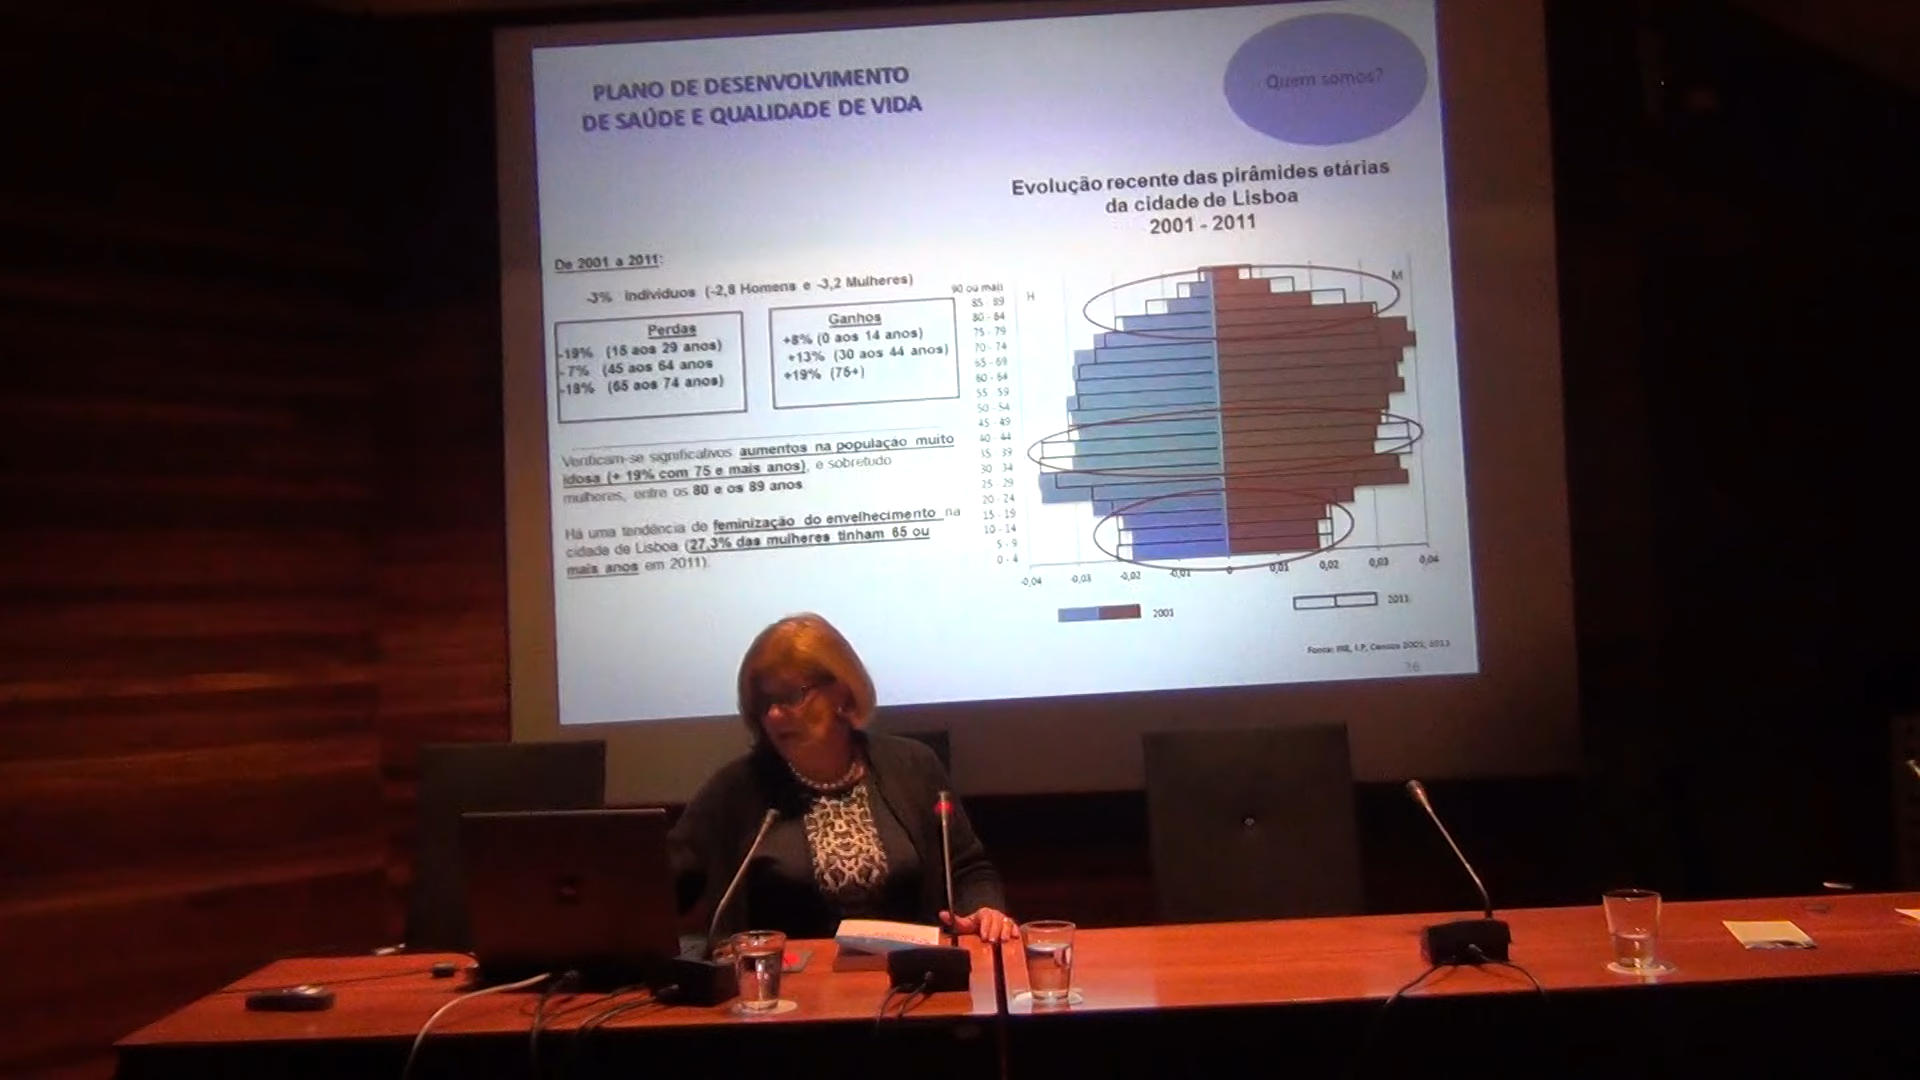 PLANO DE DESENVOLVIMENTO
DE SAÚDE E QUALIDADE DE VIDA
Quem somos?
Evolução recente das pirâmides etárias
da cidade de Lisboa
2001 - 2011
De 2001 a 2011:
-3% Indivíduos (-2,8 Homens e -3,2 Mulheres)
Perdas
-19% (15 aos 29 anos)
-7% (45 aos 64 anos
-18% (65 aos 74 anos)
Ganhos
+8% (0 aos 14 anos)
+13% (30 aos 44 anos)
+19% (75+)
Verificam-se significativos aumentos na população muito
idosa (+ 19% com 75 e mais anos), e sobretudo
mulheres, entre os 80 e os 89 anos
Há uma tendência de feminização do envelhecimento na
cidade de Lisboa (27,3% das mulheres tinham 65 ou
mais anos em 2011).
H
M
90 ou mais
85 - 89
80 - 84
75 - 79
70 - 74
65 - 69
60 - 64
55 59
50 - 54
45 - 49
40 - 44
35 39
30 34
25 - 29
20 - 24
15 - 19
10 - 14
5 - 9
0 - 4
-0,04 -0,03 -0,02 -0,01 0 0,01 0,02 0,03 0,04
2001
2011
Fonte: INE, I.P, Censos 2001, 2011